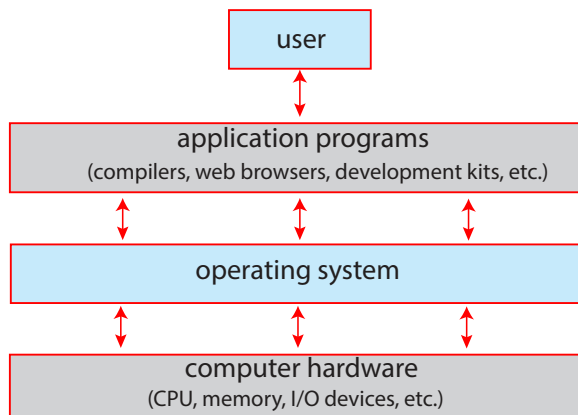 user
application programs
(compilers, web browsers, development kits, etc.)
operating system
computer hardware
(CPU, memory, I/O devices, etc.)